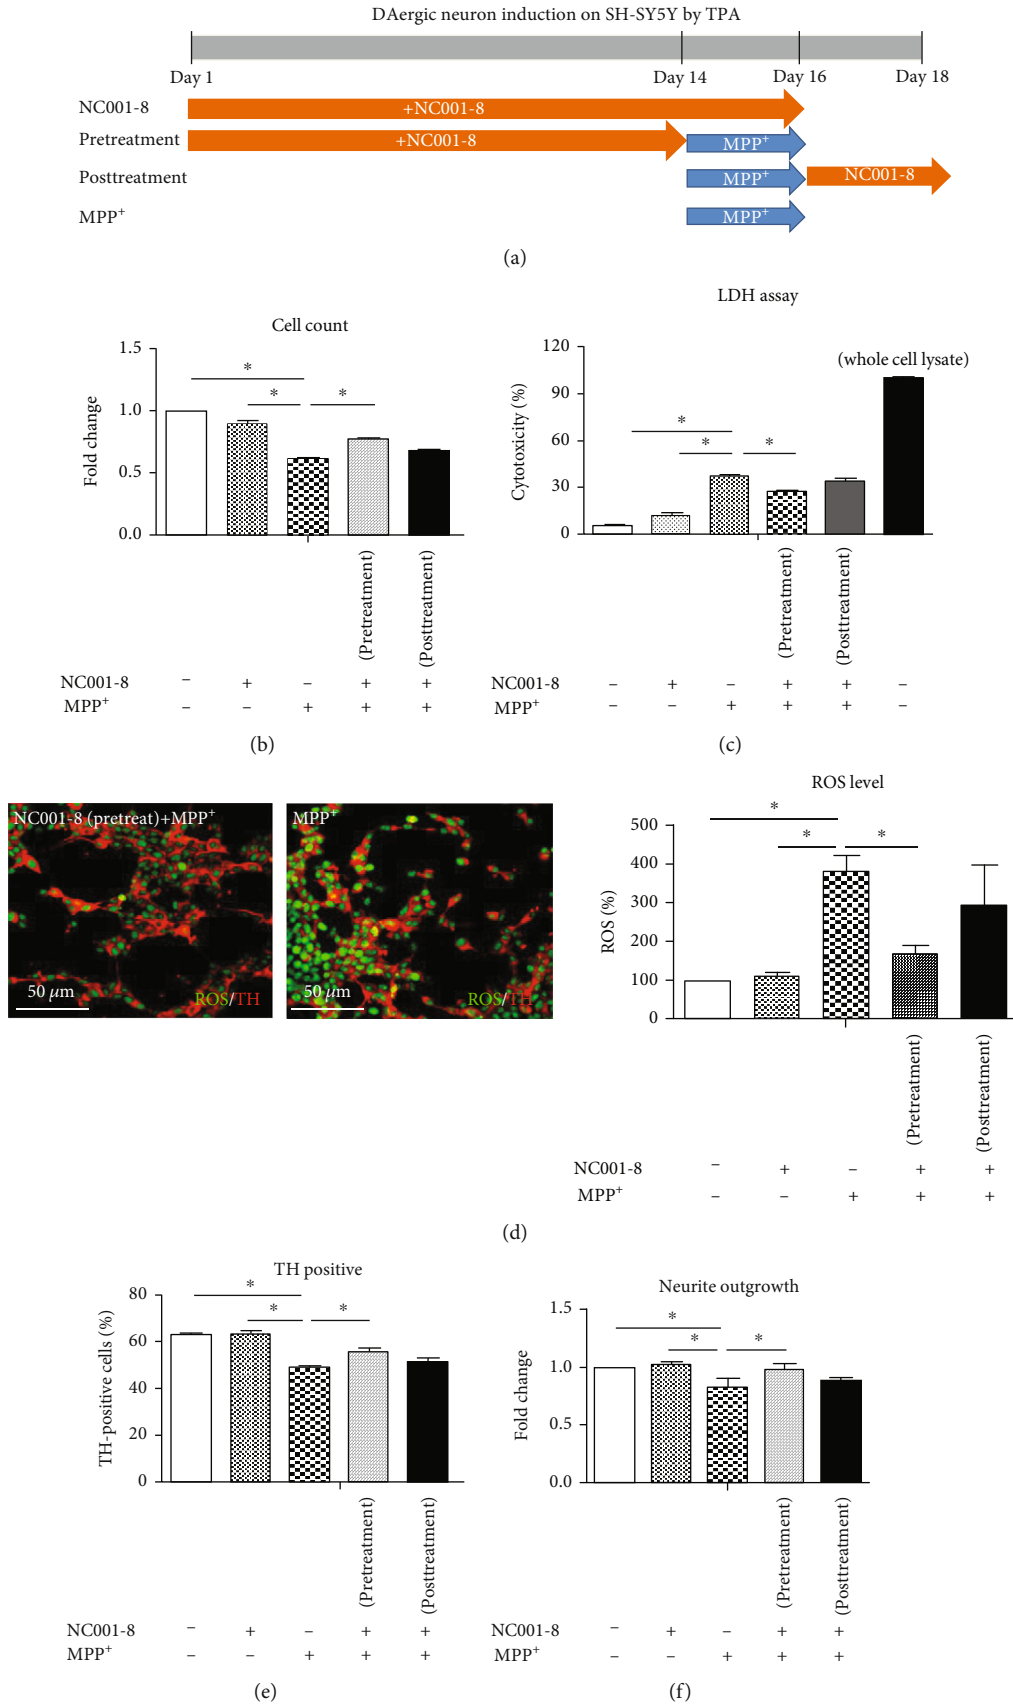 DAergic neuron induction on SH-SY5Y by TPA
Day 1
Day 14
Day 16
Day 18
NC001-8
+NC001-8
Pretreatment
+NC001-8
MPP+
Posttreatment
MPP+
NC001-8
MPP+
MPP+
(a)
Cell count
Fold change
1.5
1.0
0.5
0.0
*
*
*
(Pretreatment)
(Posttreatment)
NC001-8 – + – + +
MPP+ – – + + +
(b)
LDH assay
(whole cell lysate)
Cytotoxicity (%)
120
90
60
30
0
*
*
*
(Pretreatment)
(Posttreatment)
NC001-8 – + – + + –
MPP+ – – + + + –
(c)
NC001-8 (pretreat)+MPP+
50 μm
ROS/TH
MPP+
50 μm
ROS/TH
ROS level
ROS (%)
500
400
300
200
100
0
*
*
*
(Pretreatment)
(Posttreatment)
NC001-8 – + – + +
MPP+ – – + + +
(d)
TH positive
TH-positive cells (%)
80
60
40
20
0
*
*
*
(Pretreatment)
(Posttreatment)
NC001-8 – + – + +
MPP+ – – + + +
(e)
Neurite outgrowth
Fold change
1.5
1.0
0.5
0.0
*
*
*
(Pretreatment)
(Posttreatment)
NC001-8 – + – + +
MPP+ – – + + +
(f)